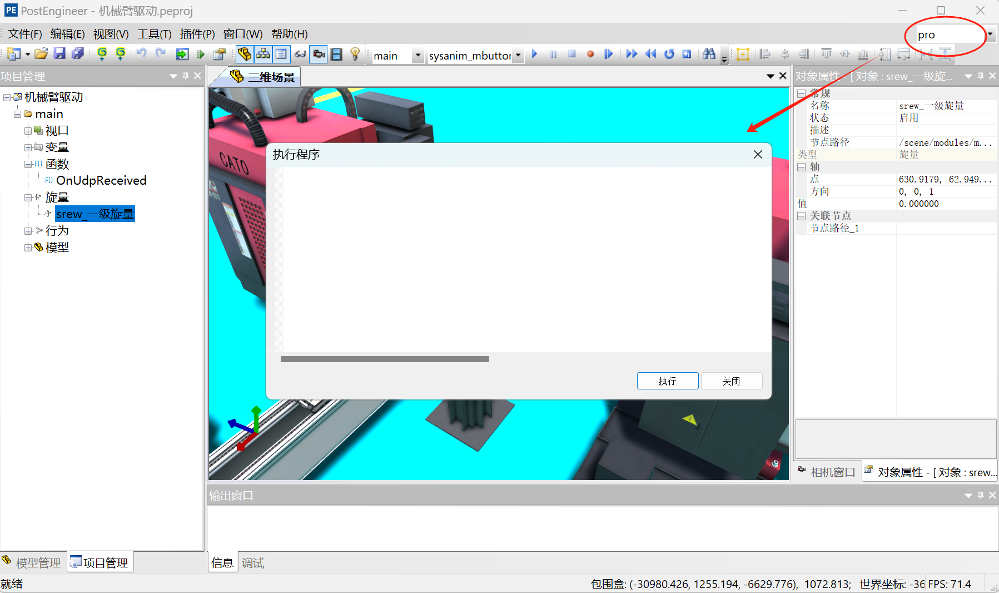 PE PostEngineer - 机械臂驱动.peproj
文件(F) 编辑(E) 视图(V) 工具(T) 插件(P) 窗口(W) 帮助(H)
pro
main
sysanim_mbutton
项目管理
机械臂驱动
main
视口
变量
函数
OnUdpReceived
旋量
srew_一级旋量
行为
模型
模型管理
项目管理
三维场景
CATO
执行程序
执行
关闭
对象属性 - [ 对象 : srew_一级旋...
常规
名称 srew_一级旋量
状态 启用
描述
节点路径 /scene/modules/m...
类型 旋量
轴
点 630.9179, 62.949...
方向 0, 0, 1
值 0.000000
关联节点
节点路径_1
相机窗口
对象属性 - [ 对象 : srew...
输出窗口
信息
调试
就绪
包围盒: (-30980.426, 1255.194, -6629.776), 1072.813; 世界坐标: -36 FPS: 71.4